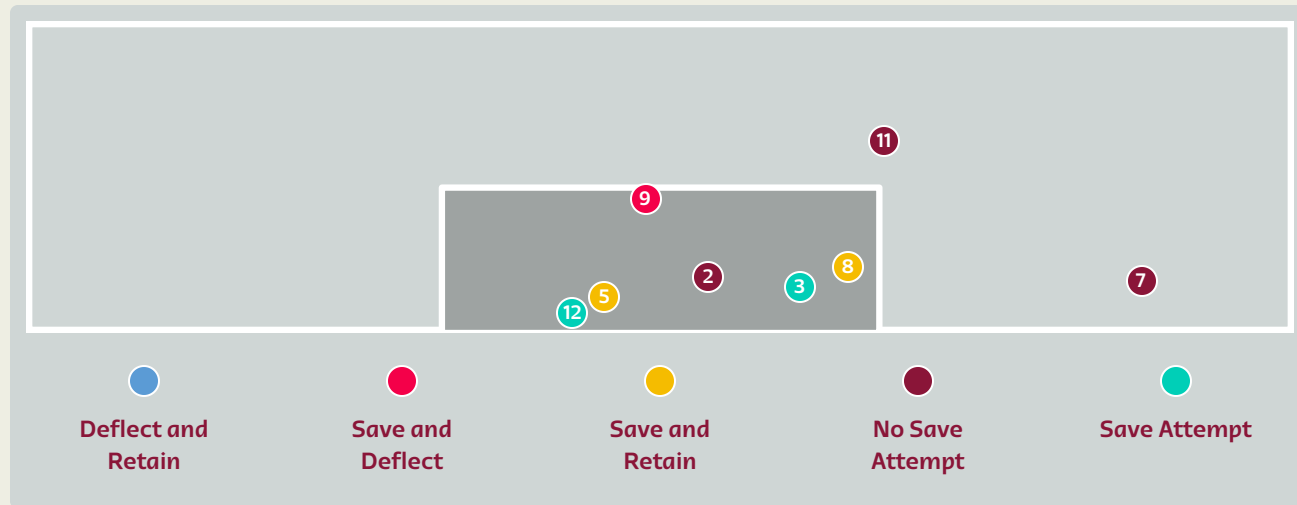 11
9
8
2
3
7
5
12
Deflect and
Retain
Save and
Deflect
Save and
Retain
No Save
Attempt
Save Attempt